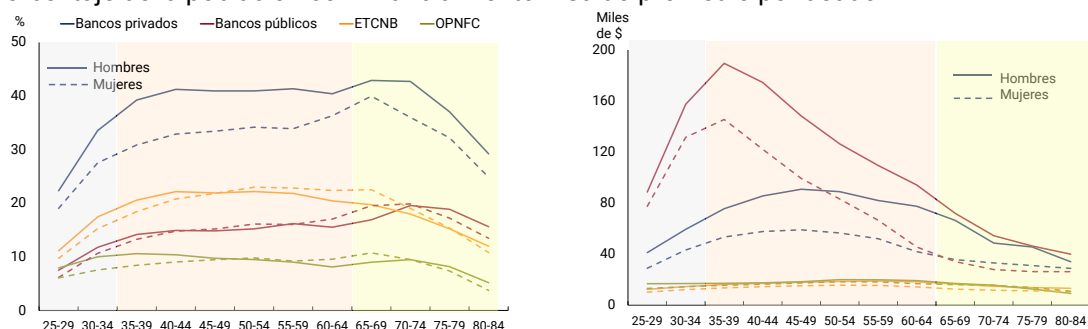 %
Bancos privados Bancos públicos ETCNB OPNFC
50
40
30
20
10
0
Hombres
Mujeres
25-29 30-34 35-39 40-44 45-49 50-54 55-59 60-64 65-69 70-74 75-79 80-84
Miles
de $
200
160
120
80
40
0
Hombres
Mujeres
25-29 30-34 35-39 40-44 45-49 50-54 55-59 60-64 65-69 70-74 75-79 80-84